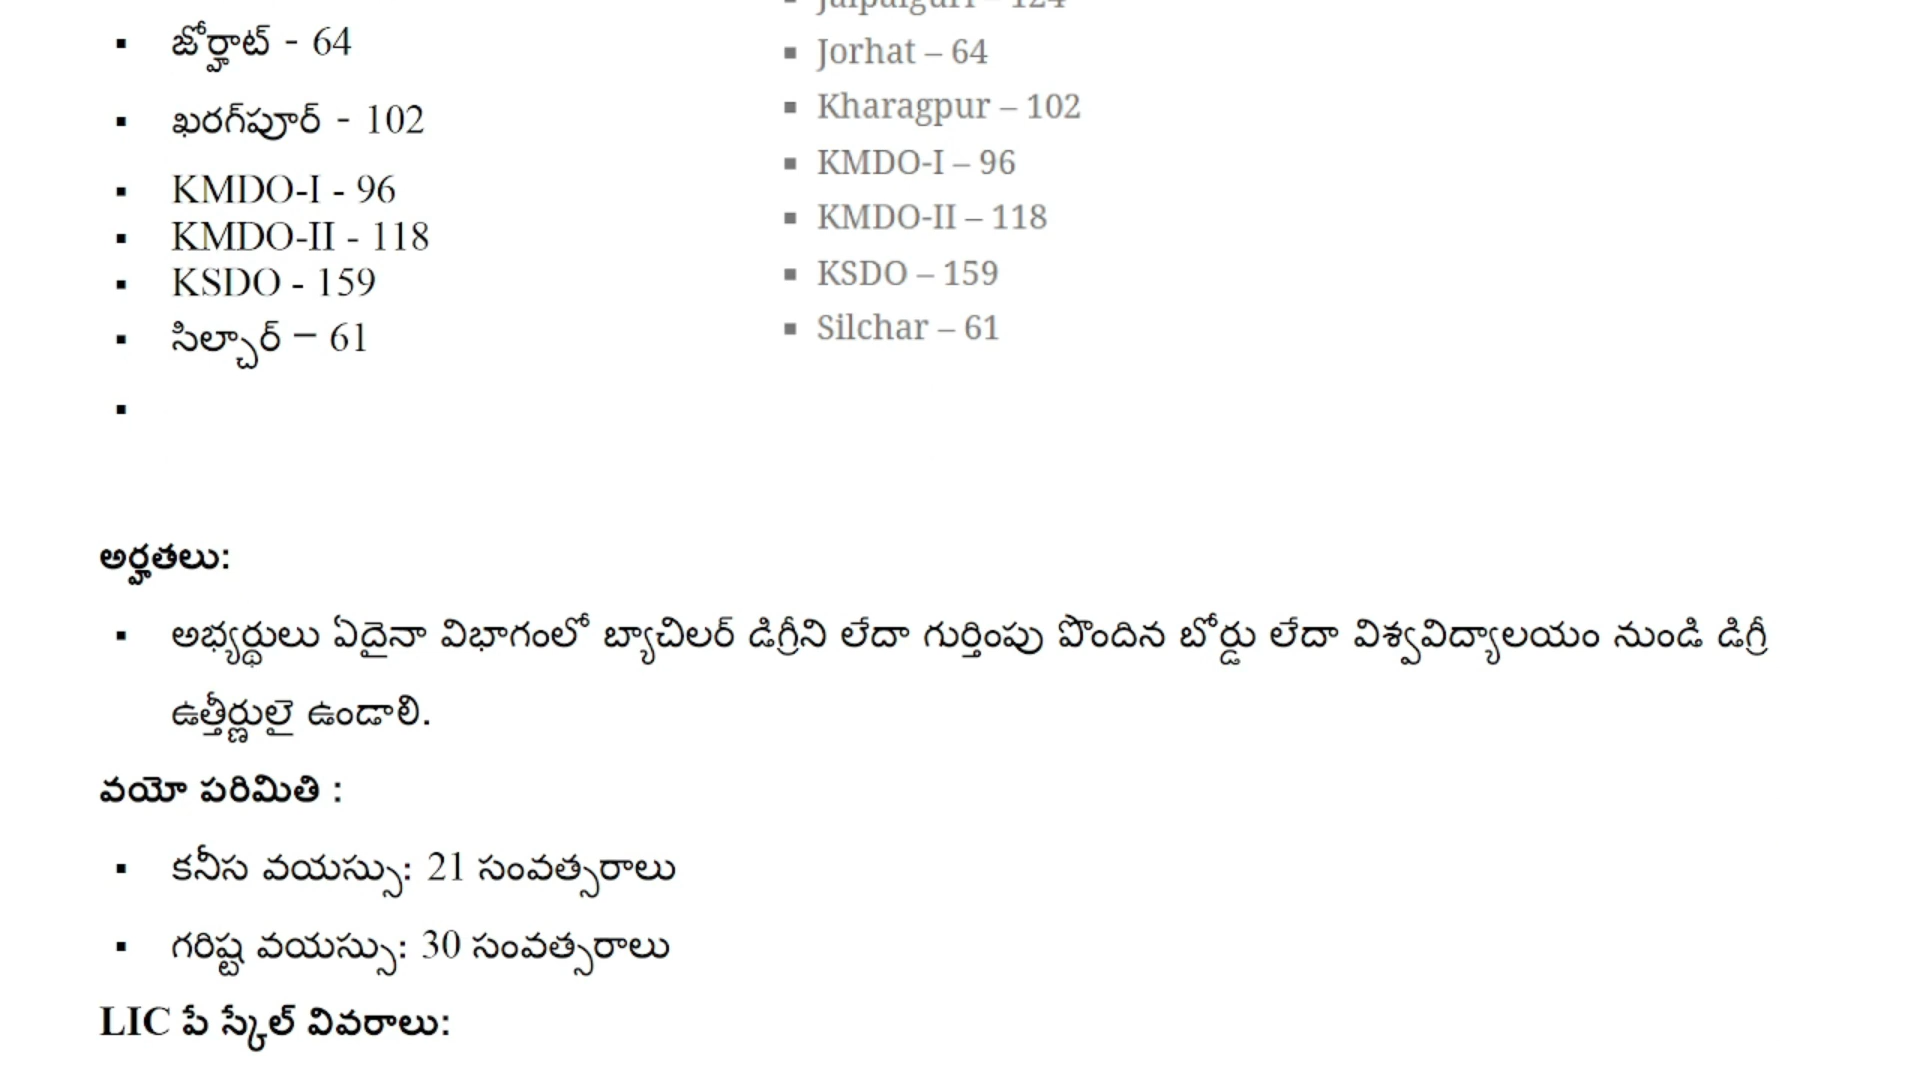 జోర్హాట్ - 64
ఖరగ్‌పూర్ - 102
KMDO-I - 96
KMDO-II - 118
KSDO - 159
సిల్చార్ – 61
Jalpaiguri – 124
Jorhat – 64
Kharagpur – 102
KMDO-I – 96
KMDO-II – 118
KSDO – 159
Silchar – 61
అర్హతలు:
అభ్యర్థులు ఏదైనా విభాగంలో బ్యాచిలర్ డిగ్రీని లేదా గుర్తింపు పొందిన బోర్డు లేదా విశ్వవిద్యాలయం నుండి డిగ్రీ
ఉత్తీర్ణులై ఉండాలి.
వయో పరిమితి :
కనీస వయస్సు: 21 సంవత్సరాలు
గరిష్ట వయస్సు: 30 సంవత్సరాలు
LIC పే స్కేల్ వివరాలు: